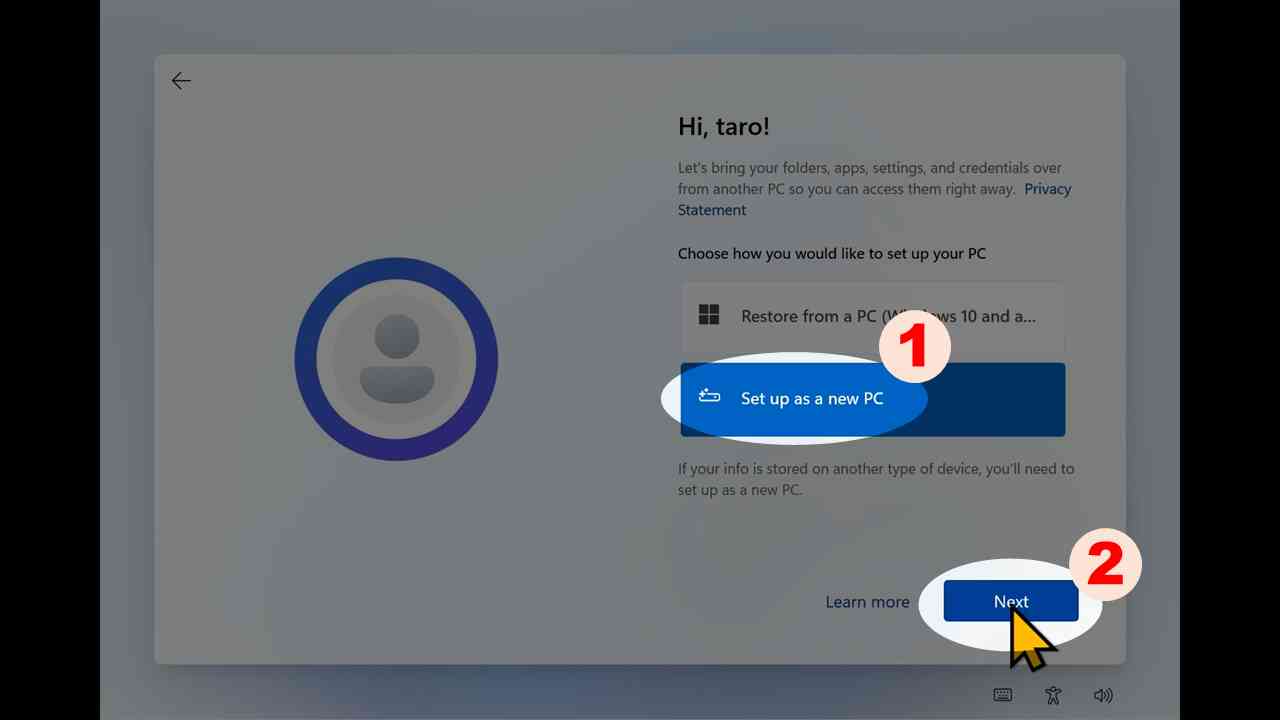 Hi, taro!
Let's bring your folders, apps, settings, and credentials over
from another PC so you can access them right away. Privacy
Statement
Choose how you would like to set up your PC
Restore from a PC (Windows 10 and a...
1
Set up as a new PC
If your info is stored on another type of device, you'll need to
set up as a new PC.
2
Learn more
Next